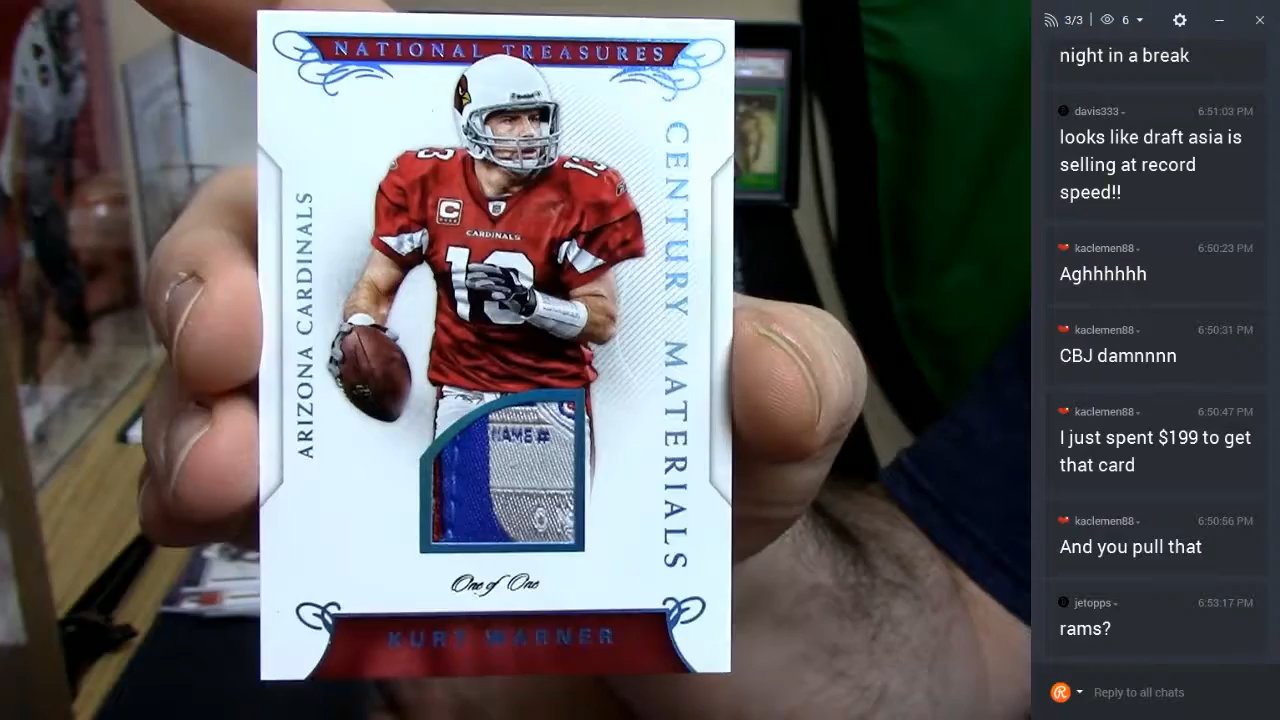 NATIONAL TREASURES
ARIZONA CARDINALS
CENTURY MATERIALS
13
13
C
CARDINALS
13
NAME #
One of One
KURT WARNER
3/3
6
night in a break
davis333
6:51:03 PM
looks like draft asia is
selling at record
speed!!
kaclemen88
6:50:23 PM
Aghhhhhh
kaclemen88
6:50:31 PM
CBJ damnnnn
kaclemen88
6:50:47 PM
I just spent $199 to get
that card
kaclemen88
6:50:56 PM
And you pull that
jetopps
6:53:17 PM
rams?
Reply to all chats